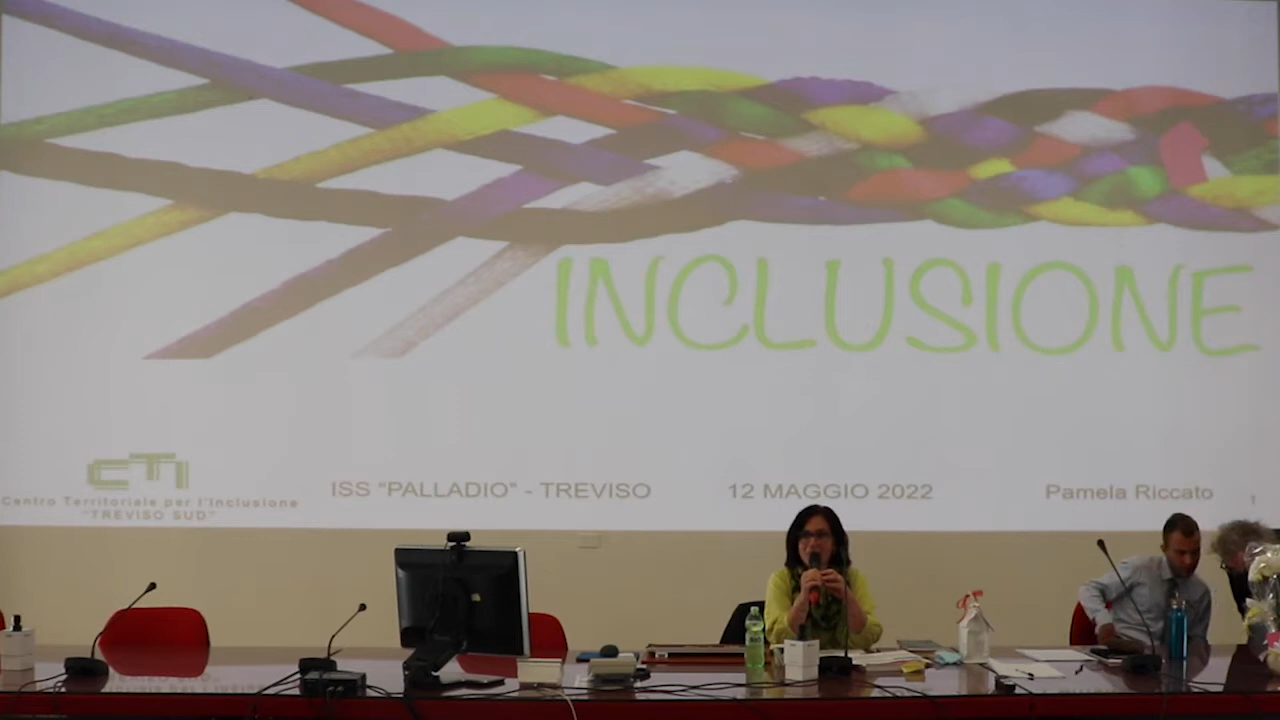 INCLUSIONE
CTI
Centro Territoriale per l'Inclusione
"TREVISO SUD"
ISS "PALLADIO" - TREVISO
12 MAGGIO 2022
Pamela Riccato
1